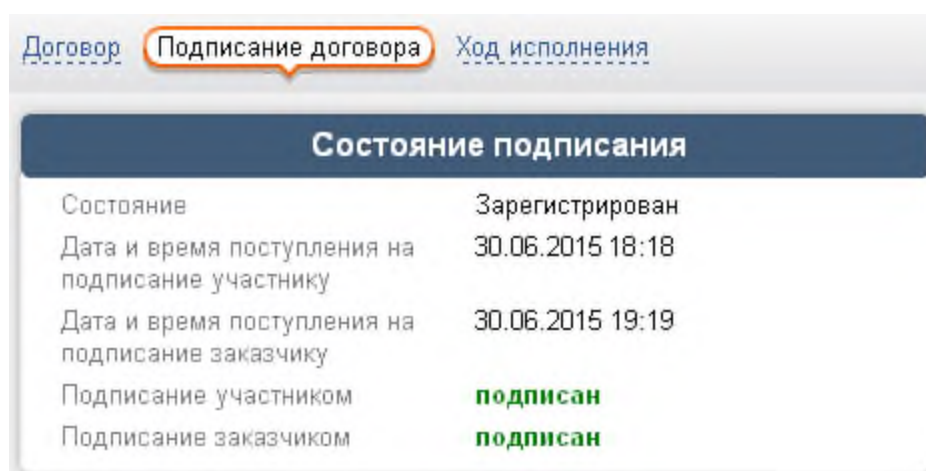 Договор Подписание договора Ход исполнения
Состояние подписания
Состояние Зарегистрирован
Дата и время поступления на 30.06.2015 18:18
подписание участнику
Дата и время поступления на 30.06.2015 19:19
подписание заказчику
Подписание участником подписан
Подписание заказчиком подписан